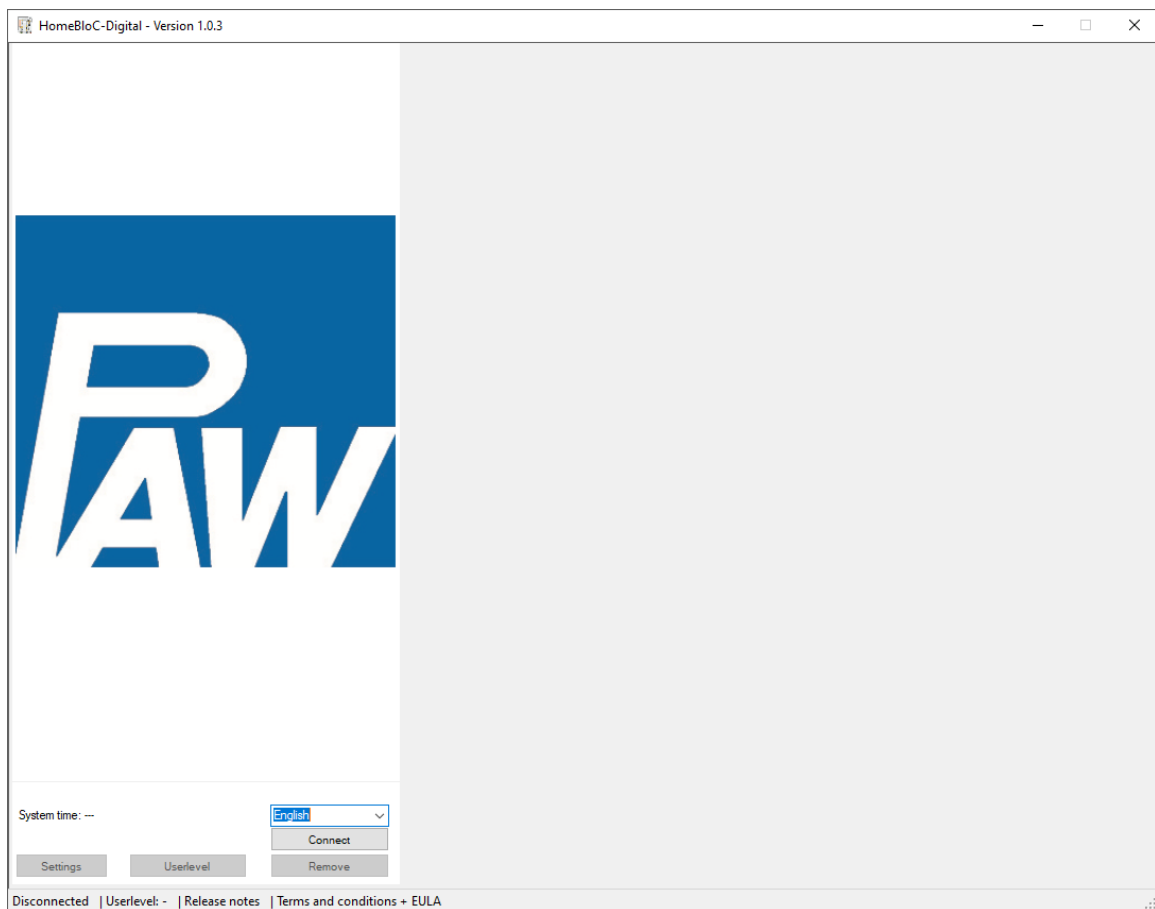 HomeBloC-Digital - Version 1.0.3
PAW
System time: ---
English
Connect
Settings Userlevel Remove
Disconnected | Userlevel: - | Release notes | Terms and conditions + EULA